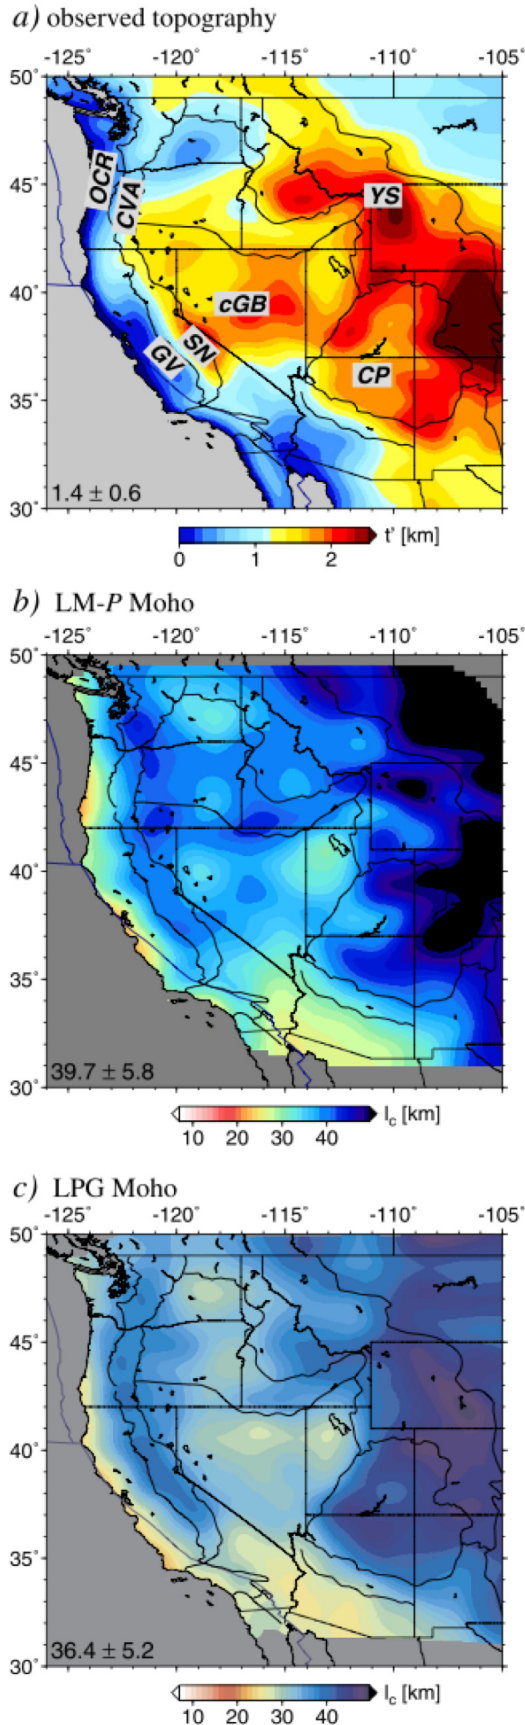 a) observed topography
-125° -120° -115° -110° -105°
50°
45°
40°
35°
30°
OCR
CVA
YS
cGB
SN
GV
CP
1.4 ± 0.6
0 1 2 t' [km]
b) LM-P Moho
-125° -120° -115° -110° -105°
50°
45°
40°
35°
30°
39.7 ± 5.8
10 20 30 40 l_c [km]
c) LPG Moho
-125° -120° -115° -110° -105°
50°
45°
40°
35°
30°
36.4 ± 5.2
10 20 30 40 l_c [km]